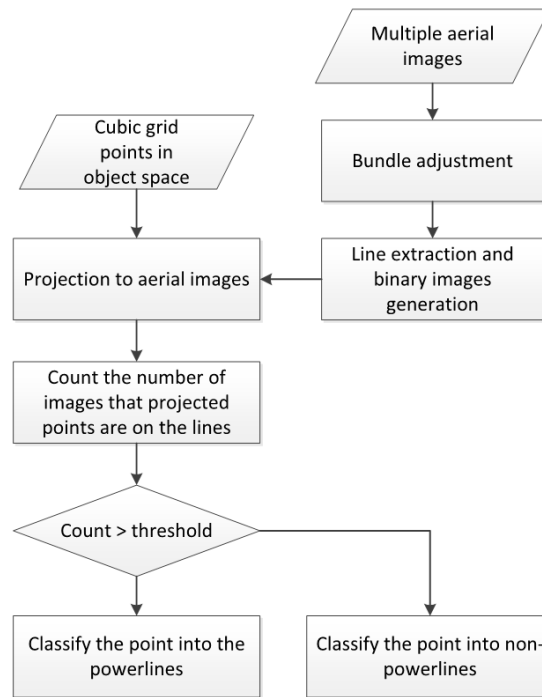 Multiple aerial
images
Cubic grid
points in
object space
Bundle adjustment
Projection to aerial images
Line extraction and
binary images
generation
Count the number of
images that projected
points are on the lines
Count > threshold
Classify the point into the
powerlines
Classify the point into non-
powerlines